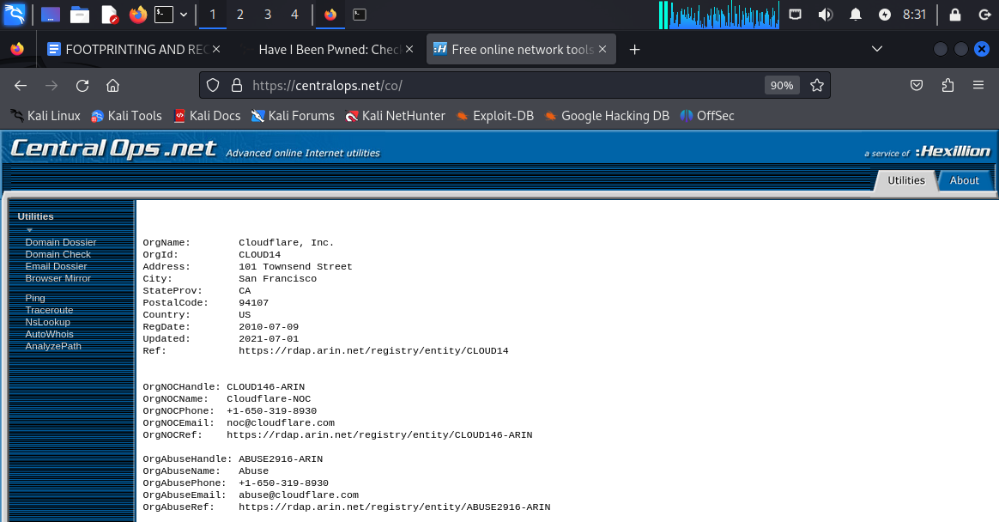 1 2 3 4 8:31
FOOTPRINTING AND REC Have I Been Pwned: Chec Free online network tools
https://centralops.net/co/ 90%
Kali Linux Kali Tools Kali Docs Kali Forums Kali NetHunter Exploit-DB Google Hacking DB OffSec
CentralOps.net Advanced online Internet utilities a service of :Hexillion
Utilities About
Utilities
Domain Dossier
Domain Check
Email Dossier
Browser Mirror
Ping
Traceroute
NsLookup
AutoWhois
AnalyzePath
OrgName: Cloudflare, Inc.
OrgId: CLOUD14
Address: 101 Townsend Street
City: San Francisco
StateProv: CA
PostalCode: 94107
Country: US
RegDate: 2010-07-09
Updated: 2021-07-01
Ref: https://rdap.arin.net/registry/entity/CLOUD14
OrgNOCHandle: CLOUD146-ARIN
OrgNOCName: Cloudflare-NOC
OrgNOCPhone: +1-650-319-8930
OrgNOCEmail: noc@cloudflare.com
OrgNOCRef: https://rdap.arin.net/registry/entity/CLOUD146-ARIN
OrgAbuseHandle: ABUSE2916-ARIN
OrgAbuseName: Abuse
OrgAbusePhone: +1-650-319-8930
OrgAbuseEmail: abuse@cloudflare.com
OrgAbuseRef: https://rdap.arin.net/registry/entity/ABUSE2916-ARIN